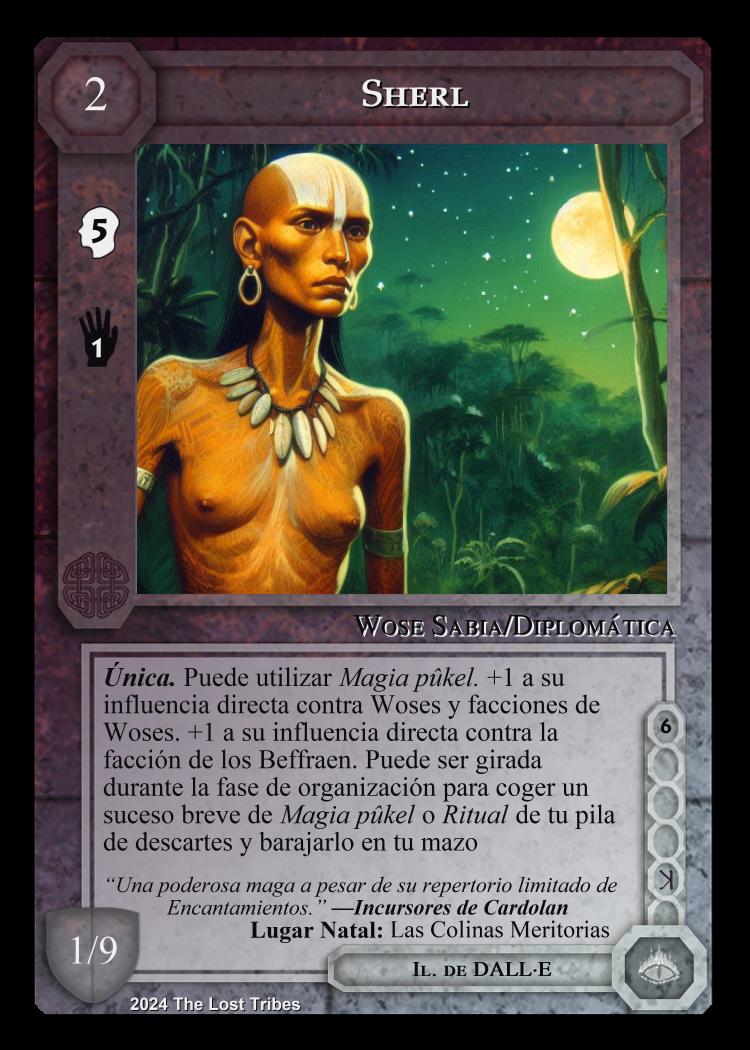 2
Sherl
5
1
Wose Sabia/Diplomática
Única. Puede utilizar Magia pûkel. +1 a su
influencia directa contra Woses y facciones de
Woses. +1 a su influencia directa contra la
facción de los Beffraen. Puede ser girada
durante la fase de organización para coger un
suceso breve de Magia pûkel o Ritual de tu pila
de descartes y barajarlo en tu mazo
6
“Una poderosa maga a pesar de su repertorio limitado de
Encantamientos.” —Incursores de Cardolan
Lugar Natal: Las Colinas Meritorias
1/9
Il. de DALL·E
2024 The Lost Tribes